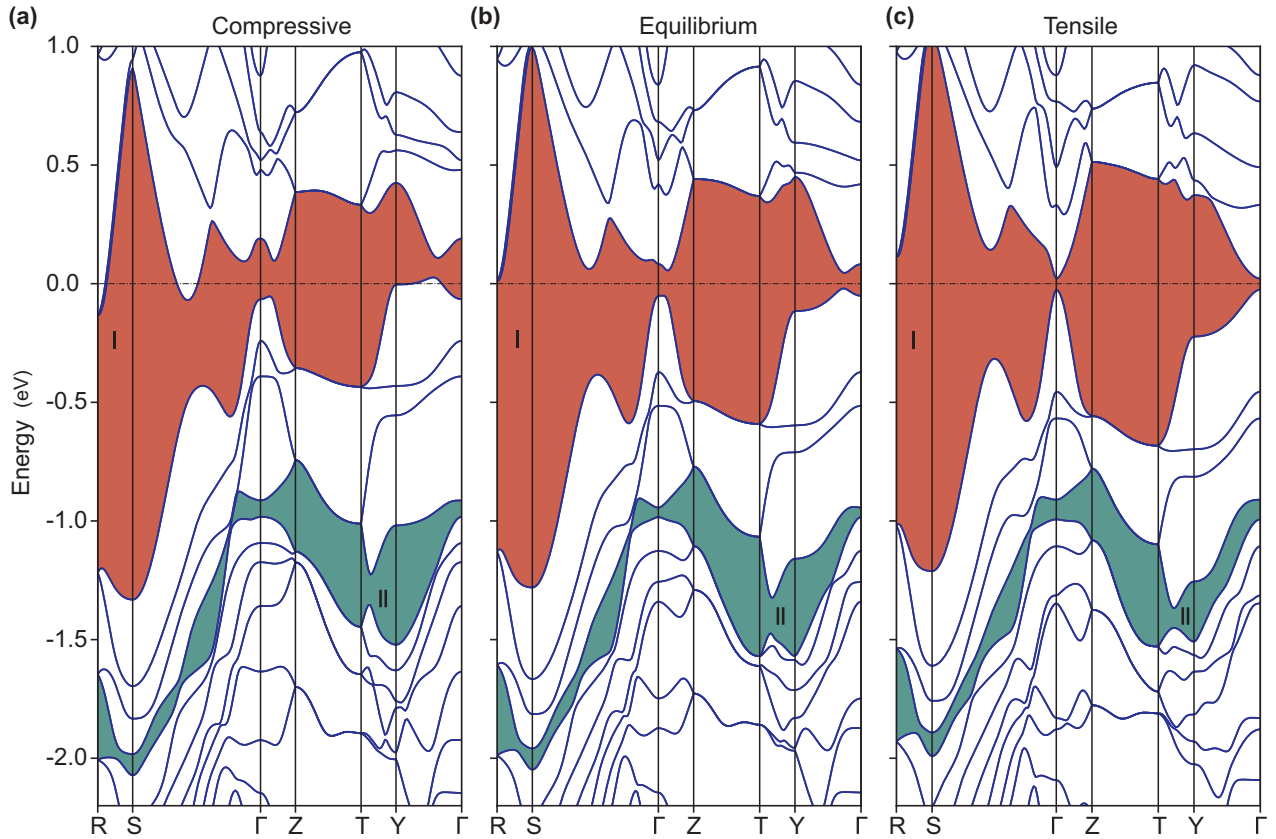 (a) Compressive
(b) Equilibrium
(c) Tensile
Energy (eV)
1.0
0.5
0.0
-0.5
-1.0
-1.5
-2.0
I
II
I
II
I
II
R S Γ Z T Y Γ
R S Γ Z T Y Γ
R S Γ Z T Y Γ